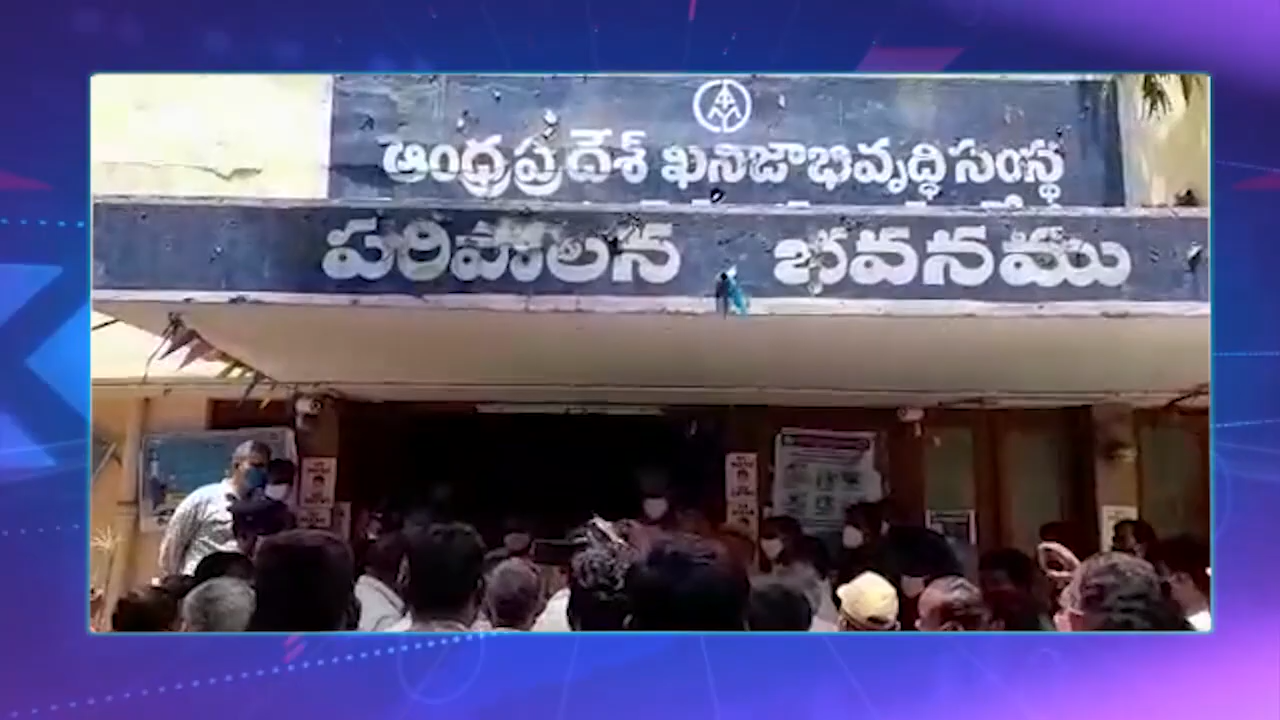 ఆంధ్రప్రదేశ్ ఖనిజాభివృద్ధి సంస్థ
పరిపాలన భవనము